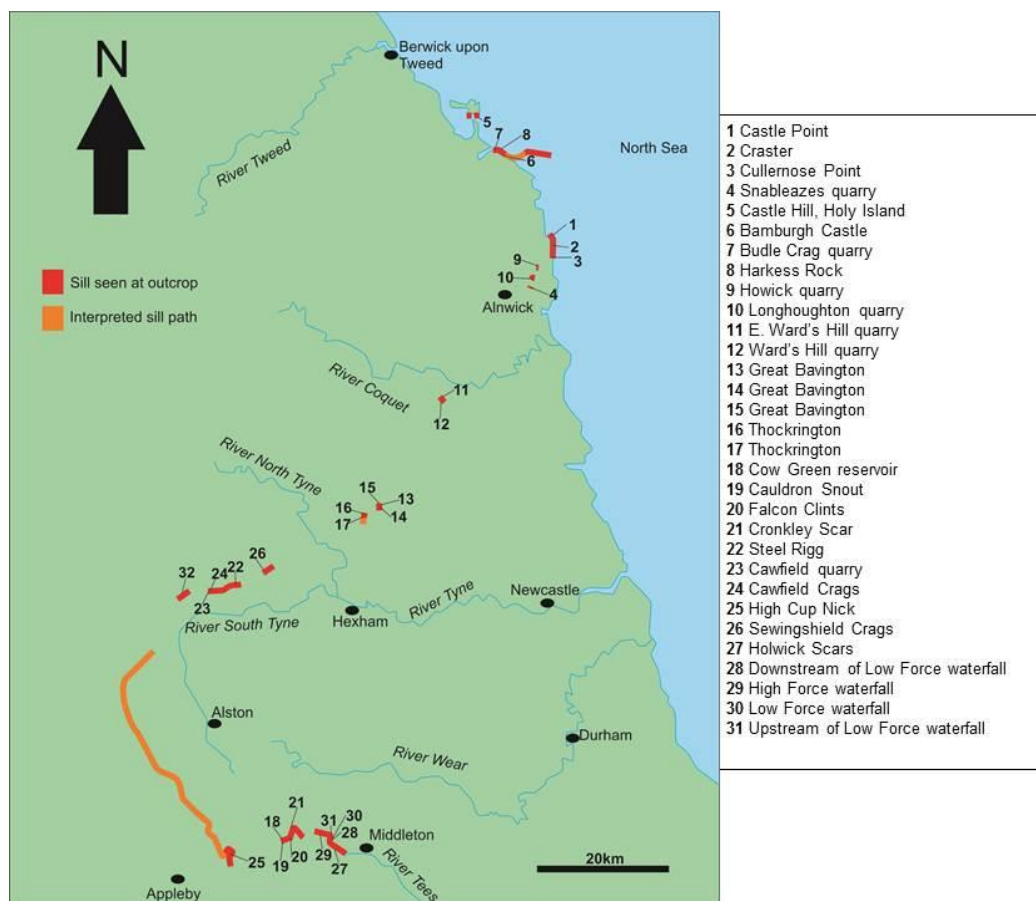 N
Berwick upon
Tweed
5
7
8
6
North Sea
River Tweed
1
2
3
9
10
4
Alnwick
Sill seen at outcrop
Interpreted sill path
River Coquet
11
12
River North Tyne
15
13
16
14
17
26
22
24
32
23
Newcastle
River Tyne
Hexham
River South Tyne
Alston
Durham
River Wear
21
30
18
31
28
Middleton
20
29
19
27
25
20km
River Tees
Appleby
1 Castle Point
2 Craster
3 Cullernose Point
4 Snableazes quarry
5 Castle Hill, Holy Island
6 Bamburgh Castle
7 Budle Crag quarry
8 Harkess Rock
9 Howick quarry
10 Longhoughton quarry
11 E. Ward's Hill quarry
12 Ward's Hill quarry
13 Great Bavington
14 Great Bavington
15 Great Bavington
16 Thockrington
17 Thockrington
18 Cow Green reservoir
19 Cauldron Snout
20 Falcon Clints
21 Cronkley Scar
22 Steel Rigg
23 Cawfield quarry
24 Cawfield Crags
25 High Cup Nick
26 Sewingshield Crags
27 Holwick Scars
28 Downstream of Low Force waterfall
29 High Force waterfall
30 Low Force waterfall
31 Upstream of Low Force waterfall